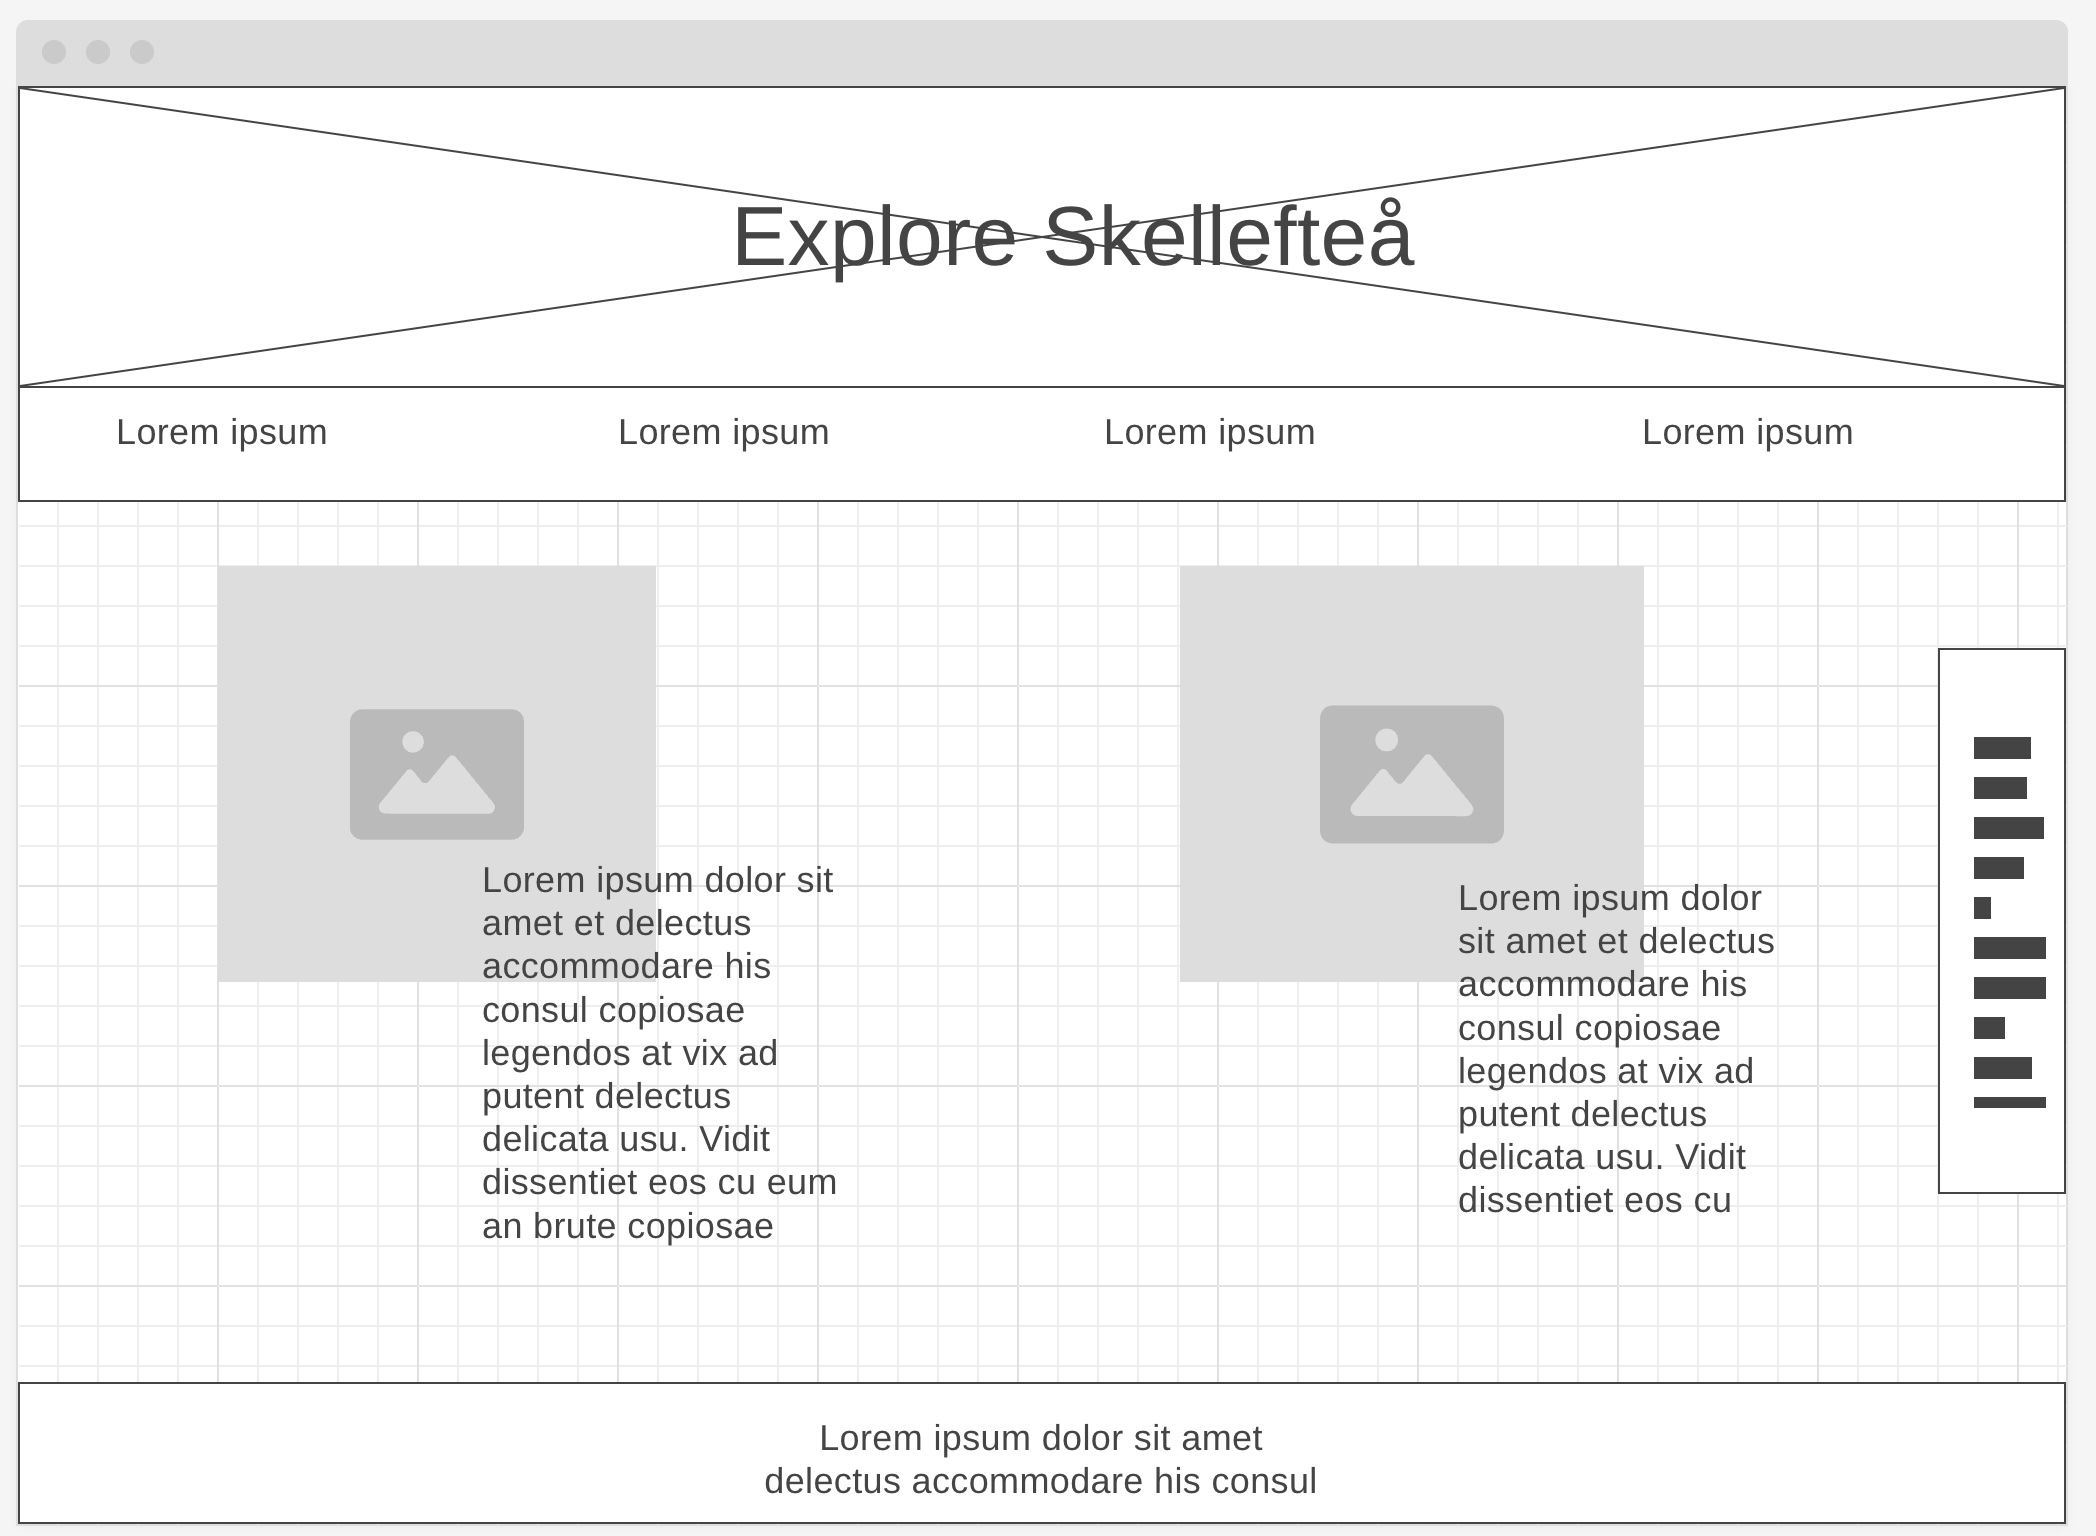 Explore Skellefteå
Lorem ipsum
Lorem ipsum
Lorem ipsum
Lorem ipsum
Lorem ipsum dolor sit
amet et delectus
accommodare his
consul copiosae
legendos at vix ad
putent delectus
delicata usu. Vidit
dissentiet eos cu eum
an brute copiosae
Lorem ipsum dolor
sit amet et delectus
accommodare his
consul copiosae
legendos at vix ad
putent delectus
delicata usu. Vidit
dissentiet eos cu
Lorem ipsum dolor sit amet
delectus accommodare his consul